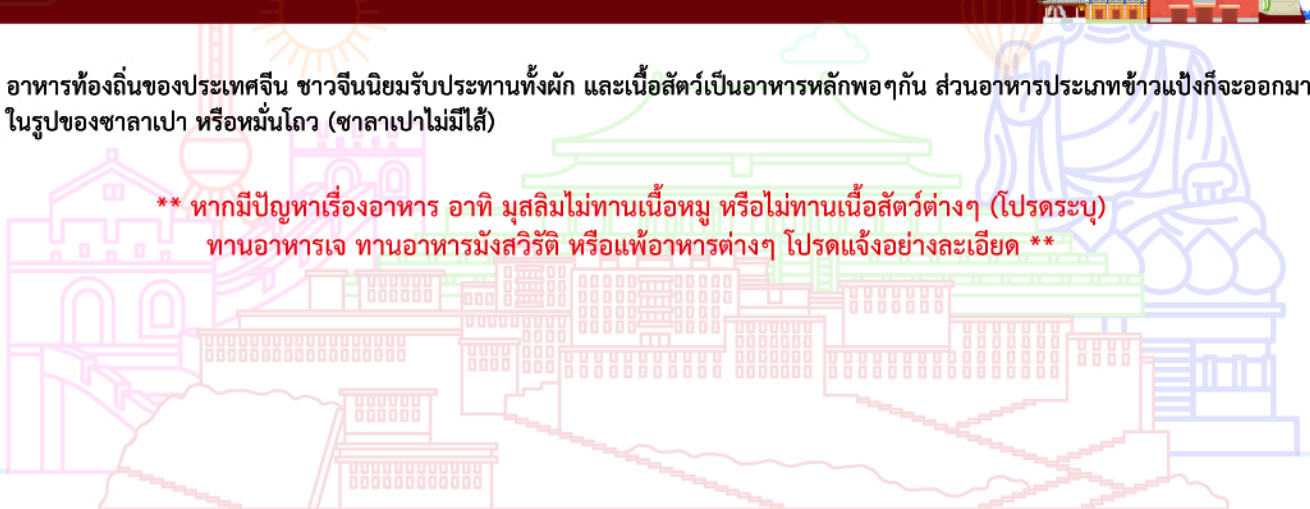 อาหารท้องถิ่นของประเทศจีน ชาวจีนนิยมรับประทานทั้งผัก และเนื้อสัตว์เป็นอาหารหลักพอๆกัน ส่วนอาหารประเภทข้าวแป้งก็จะออกมา
ในรูปของซาลาเปา หรือหมั่นโถว (ซาลาเปาไม่มีไส้)
** หากมีปัญหาเรื่องอาหาร อาทิ มุสลิมไม่ทานเนื้อหมู หรือไม่ทานเนื้อสัตว์ต่างๆ (โปรดระบุ)
ทานอาหารเจ ทานอาหารมังสวิรัติ หรือแพ้อาหารต่างๆ โปรดแจ้งอย่างละเอียด **